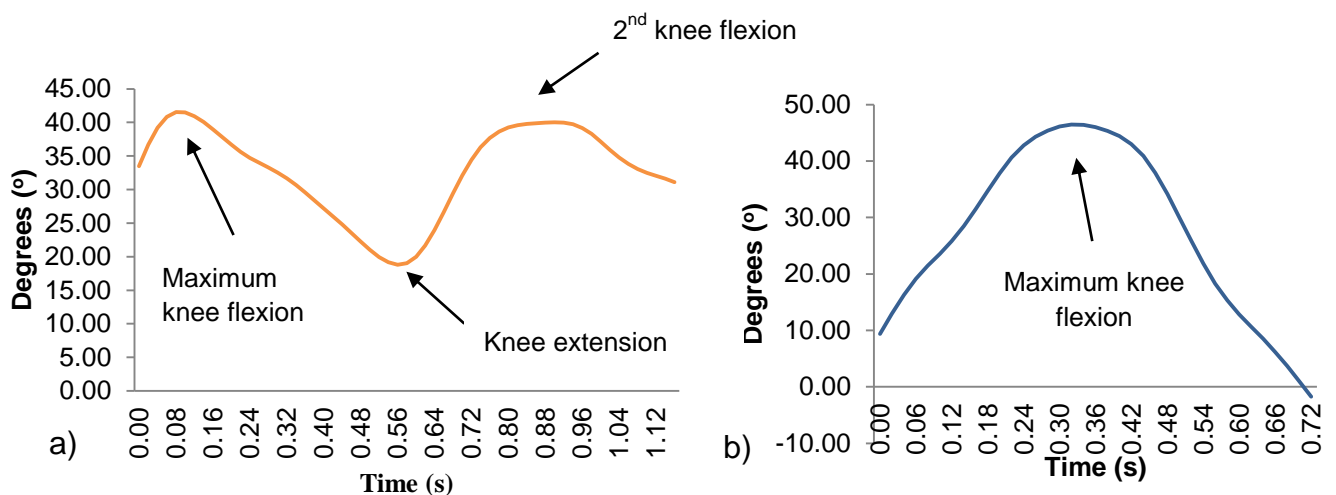 2nd knee flexion
45.00
40.00
35.00
30.00
25.00
20.00
15.00
10.00
5.00
0.00
Degrees (º)
Maximum
knee flexion
Knee extension
0.00 0.08 0.16 0.24 0.32 0.40 0.48 0.56 0.64 0.72 0.80 0.88 0.96 1.04 1.12
a)
Time (s)
50.00
40.00
30.00
20.00
10.00
0.00
-10.00
Degrees (º)
Maximum knee
flexion
0.00 0.06 0.12 0.18 0.24 0.30 0.36 0.42 0.48 0.54 0.60 0.66 0.72
b)
Time (s)